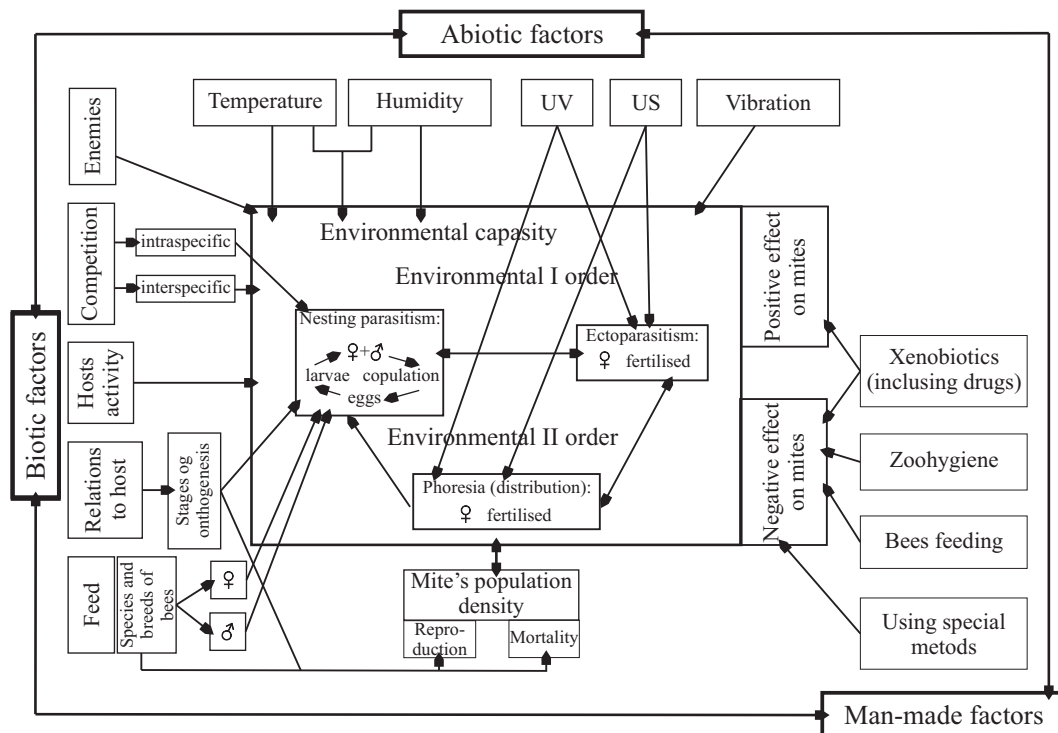 Abiotic factors
Temperature
Humidity
UV
US
Vibration
Enemies
Competition
intraspecific
interspecific
Hosts
activity
Relations
to host
Stages og
onthogenesis
Feed
Species and
breeds of
bees
♀
♂
Biotic factors
Environmental capasity
Environmental I order
Nesting parasitism:
♀+♂
larvae copulation
eggs
Ectoparasitism:
♀ fertilised
Environmental II order
Phoresia (distribution):
♀ fertilised
Mite’s population
density
Repro-
duction
Mortality
Positive effect
on mites
Negative effect
on mites
Xenobiotics
(inclusing drugs)
Zoohygiene
Bees feeding
Using special
metods
Man-made factors